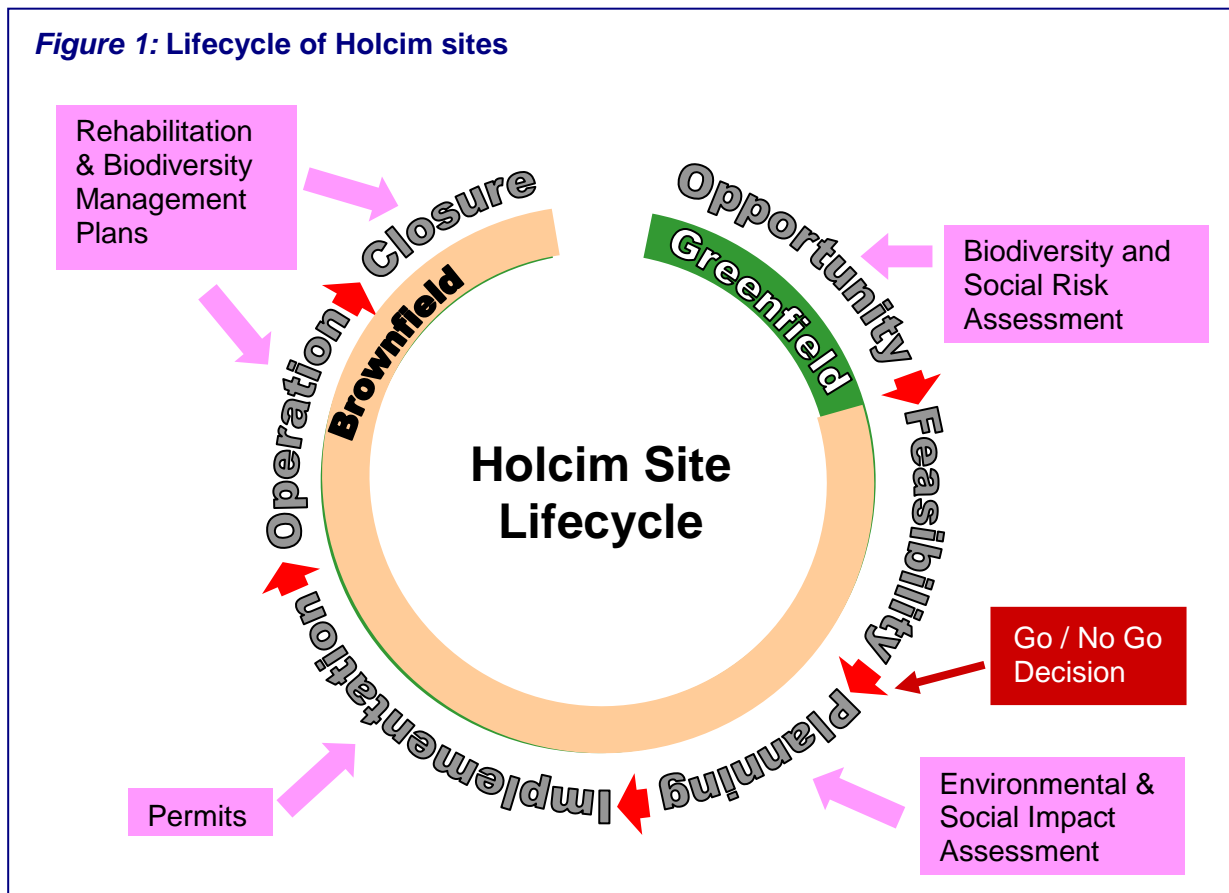 Figure 1: Lifecycle of Holcim sites
Rehabilitation
& Biodiversity
Management
Plans
Opportunity
Greenfield
Biodiversity and
Social Risk
Assessment
Feasibility
Go / No Go
Decision
Planning
Environmental &
Social Impact
Assessment
Implementation
Permits
Operation
Closure
Brownfield
Holcim Site
Lifecycle